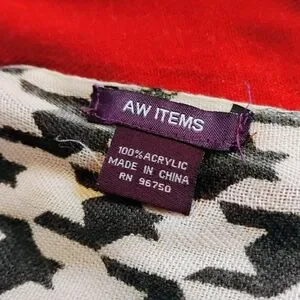 AW ITEMS
100% ACRYLIC
MADE IN CHINA
RN 96750